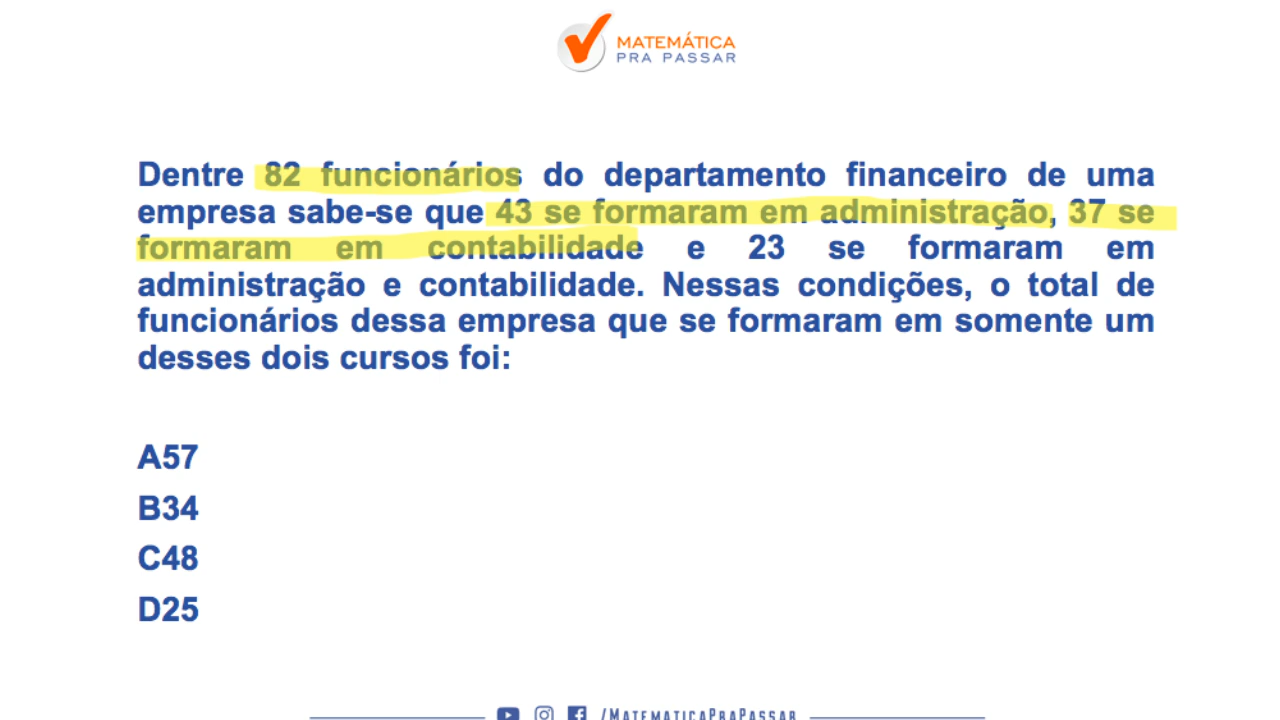 MATEMÁTICA
PRA PASSAR
Dentre 82 funcionários do departamento financeiro de uma
empresa sabe-se que 43 se formaram em administração, 37 se
formaram em contabilidade e 23 se formaram em
administração e contabilidade. Nessas condições, o total de
funcionários dessa empresa que se formaram em somente um
desses dois cursos foi:
A57
B34
C48
D25
/MATEMATICAPRAPASSAR